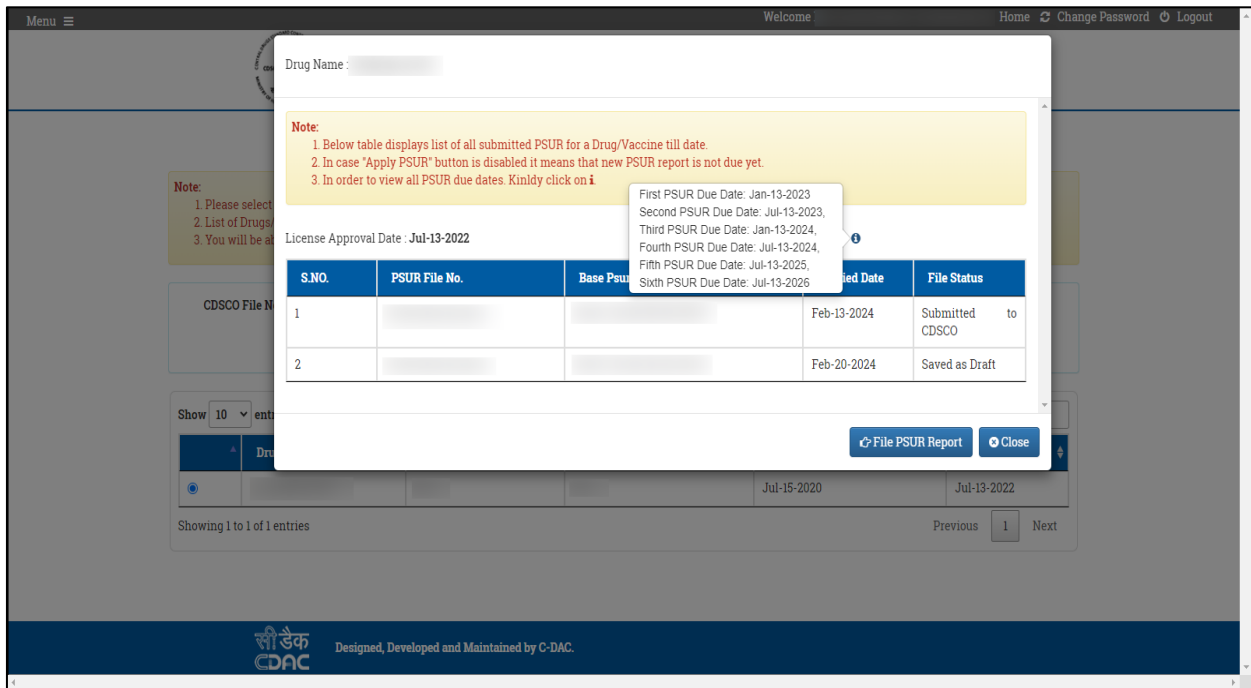 Menu
Welcome
Home Change Password Logout
Drug Name :
Note:
1. Below table displays list of all submitted PSUR for a Drug/Vaccine till date.
2. In case "Apply PSUR" button is disabled it means that new PSUR report is not due yet.
3. In order to view all PSUR due dates. Kinldy click on i.
First PSUR Due Date: Jan-13-2023
Second PSUR Due Date: Jul-13-2023,
Third PSUR Due Date: Jan-13-2024,
Fourth PSUR Due Date: Jul-13-2024,
Fifth PSUR Due Date: Jul-13-2025,
Sixth PSUR Due Date: Jul-13-2026
License Approval Date : Jul-13-2022
S.NO. PSUR File No. Base Psur Date File Status
1 Feb-13-2024 Submitted to
CDSCO
2 Feb-20-2024 Saved as Draft
File PSUR Report Close
Note:
1. Please select
2. List of Drugs/
3. You will be
CDSCO File
Show 10
Jul-15-2020 Jul-13-2022
Showing 1 to 1 of 1 entries
Previous 1 Next
सी डैक
CDAC
Designed, Developed and Maintained by C-DAC.